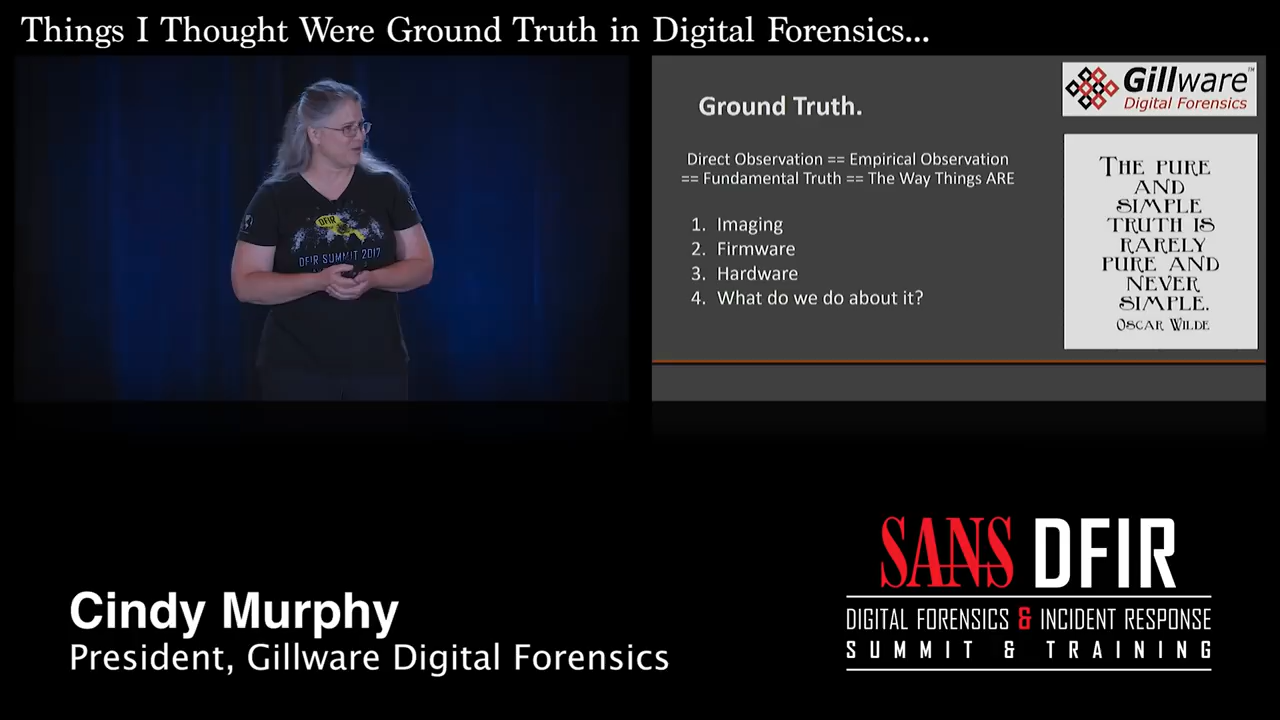 Things I Thought Were Ground Truth in Digital Forensics...
DFIR
DFIR SUMMIT 2017
Gillware™
Digital Forensics
Ground Truth.
Direct Observation == Empirical Observation
== Fundamental Truth == The Way Things ARE
1. Imaging
2. Firmware
3. Hardware
4. What do we do about it?
THE PURE
AND
SIMPLE
TRUTH IS
RARELY
PURE AND
NEVER
SIMPLE.
OSCAR WILDE
Cindy Murphy
President, Gillware Digital Forensics
SANS DFIR
DIGITAL FORENSICS & INCIDENT RESPONSE
SUMMIT & TRAINING